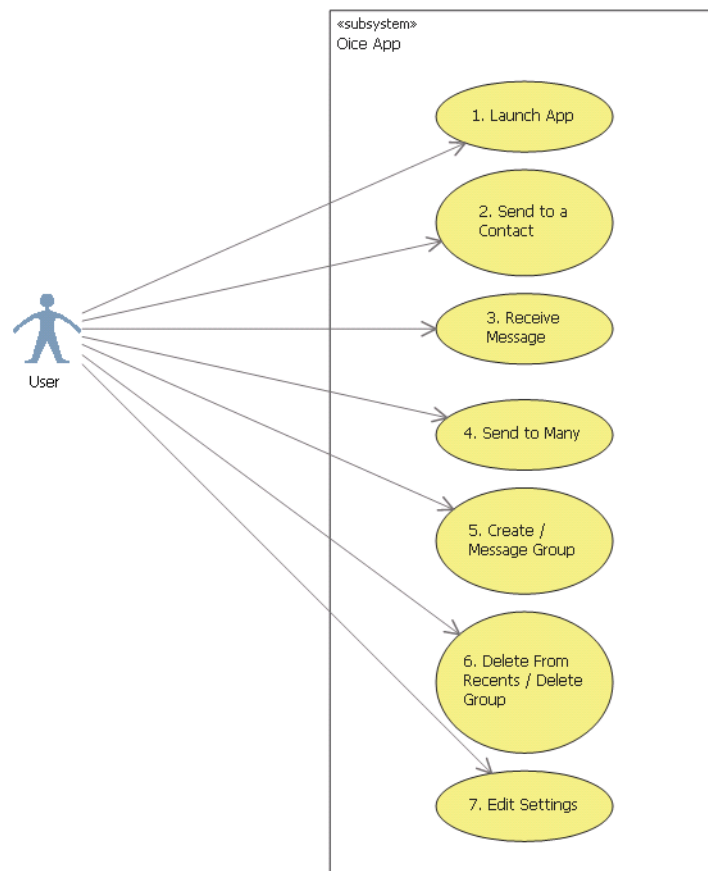 «subsystem»
Oice App
1. Launch App
2. Send to a
Contact
3. Receive
Message
User
4. Send to Many
5. Create /
Message Group
6. Delete From
Recents / Delete
Group
7. Edit Settings